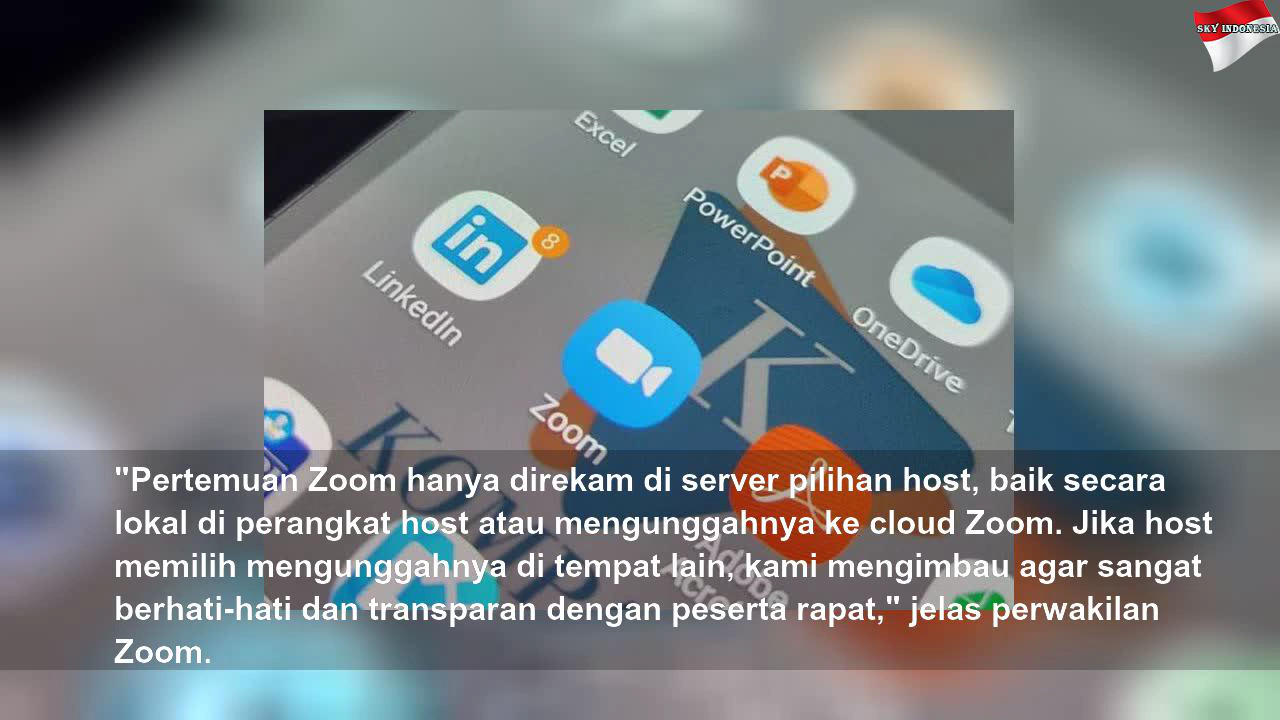 SKY INDONESIA
Excel
PowerPoint
8
LinkedIn
OneDrive
Zoom
"Pertemuan Zoom hanya direkam di server pilihan host, baik secara
lokal di perangkat host atau mengunggahnya ke cloud Zoom. Jika host
memilih mengunggahnya di tempat lain, kami mengimbau agar sangat
berhati-hati dan transparan dengan peserta rapat," jelas perwakilan
Zoom.
Adobe